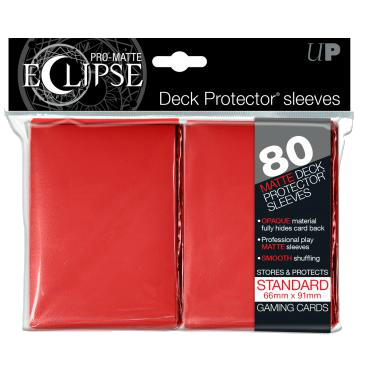 PRO-MATTE
ECLIPSE
UP
Deck Protector® sleeves
80
MATTE DECK
PROTECTOR
SLEEVES
• OPAQUE material
fully hides card back
• Professional play
MATTE sleeves
• SMOOTH shuffling
STORES & PROTECTS
STANDARD
66mm x 91mm
GAMING CARDS